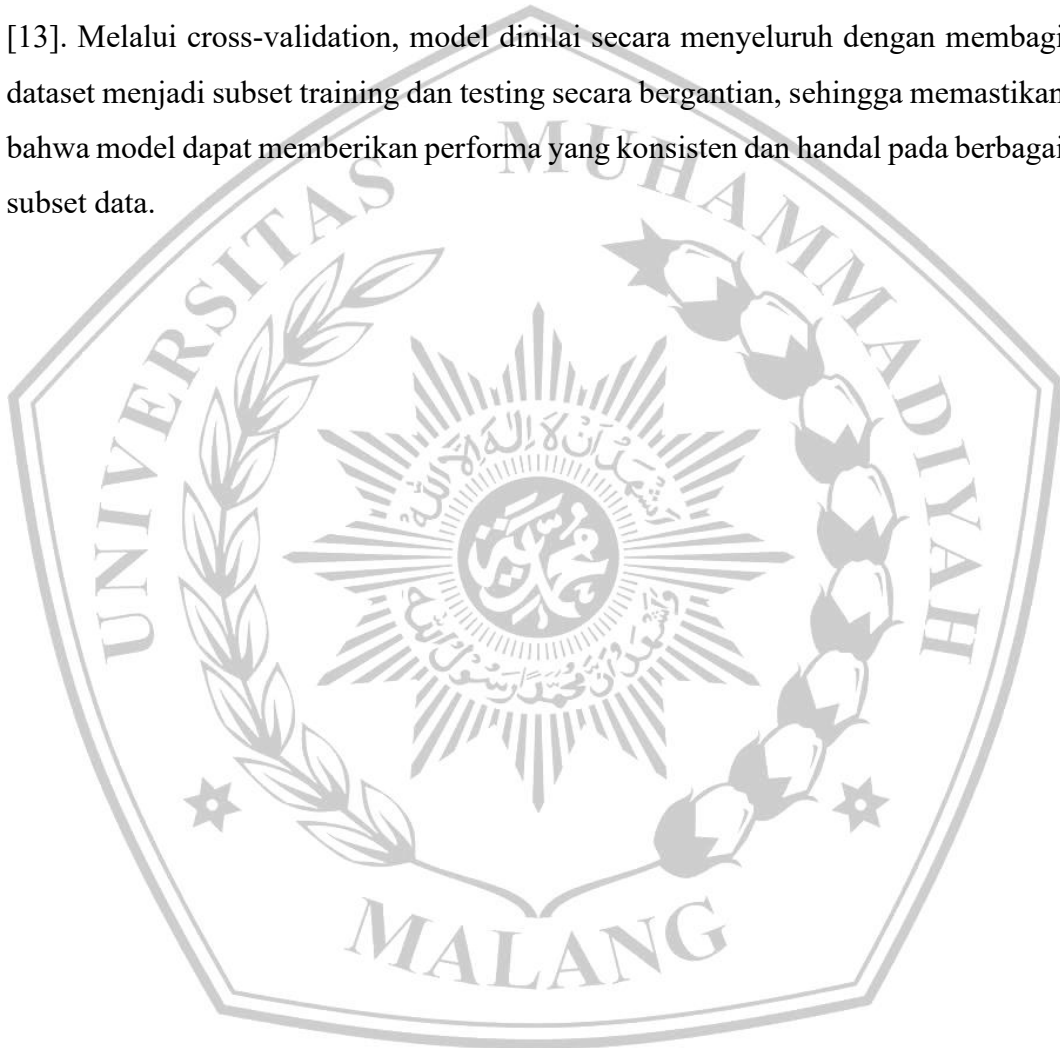 [13]. Melalui cross-validation, model dinilai secara menyeluruh dengan membagi
dataset menjadi subset training dan testing secara bergantian, sehingga memastikan
bahwa model dapat memberikan performa yang konsisten dan handal pada berbagai
subset data.
UNIVERSITAS MUHAMMADIYAH
MALANG